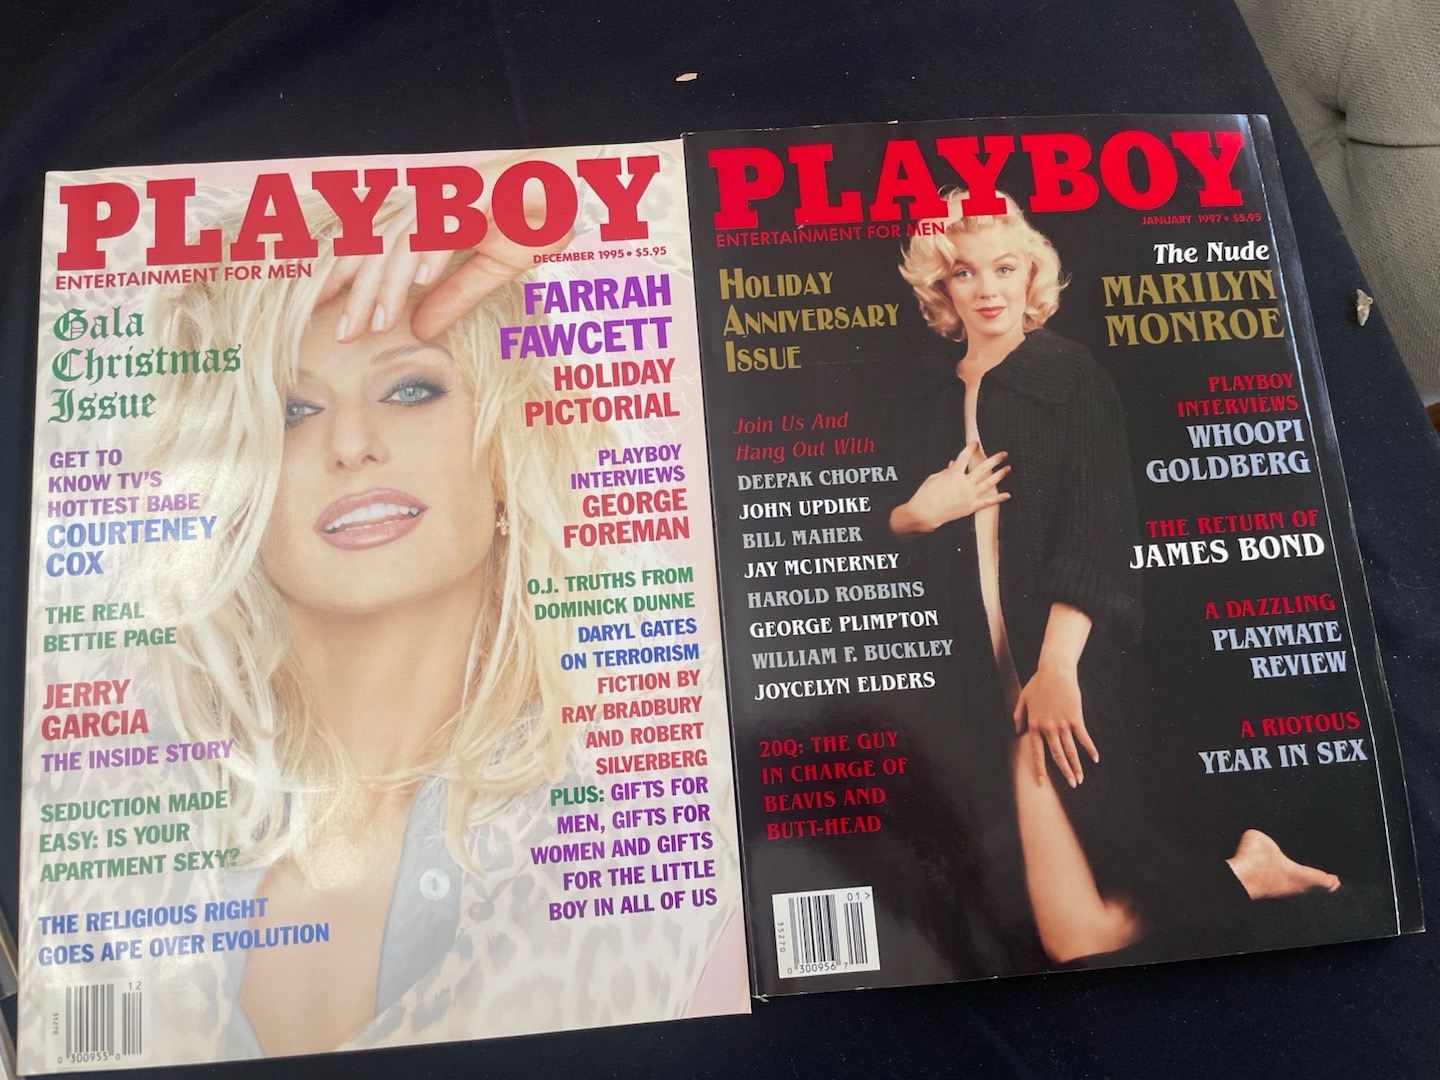 PLAYBOY
ENTERTAINMENT FOR MEN
DECEMBER 1995 • $5.95
Gala
Christmas
Issue
GET TO
KNOW TV'S
HOTTEST BABE
COURTENEY
COX
THE REAL
BETTIE PAGE
JERRY
GARCIA
THE INSIDE STORY
SEDUCTION MADE
EASY: IS YOUR
APARTMENT SEXY?
THE RELIGIOUS RIGHT
GOES APE OVER EVOLUTION
12
0 300955 0
FARRAH
FAWCETT
HOLIDAY
PICTORIAL
PLAYBOY
INTERVIEWS
GEORGE
FOREMAN
O.J. TRUTHS FROM
DOMINICK DUNNE
DARYL GATES
ON TERRORISM
FICTION BY
RAY BRADBURY
AND ROBERT
SILVERBERG
PLUS: GIFTS FOR
MEN, GIFTS FOR
WOMEN AND GIFTS
FOR THE LITTLE
BOY IN ALL OF US
PLAYBOY
ENTERTAINMENT FOR MEN
JANUARY 1997 • $5.95
HOLIDAY
ANNIVERSARY
ISSUE
Join Us And
Hang Out With
DEEPAK CHOPRA
JOHN UPDIKE
BILL MAHER
JAY MCINERNEY
HAROLD ROBBINS
GEORGE PLIMPTON
WILLIAM F. BUCKLEY
JOYCELYN ELDERS
20Q: THE GUY
IN CHARGE OF
BEAVIS AND
BUTT-HEAD
01>
35270
0 300956 7
The Nude
MARILYN
MONROE
PLAYBOY
INTERVIEWS
WHOOPI
GOLDBERG
THE RETURN OF
JAMES BOND
A DAZZLING
PLAYMATE
REVIEW
A RIOTOUS
YEAR IN SEX